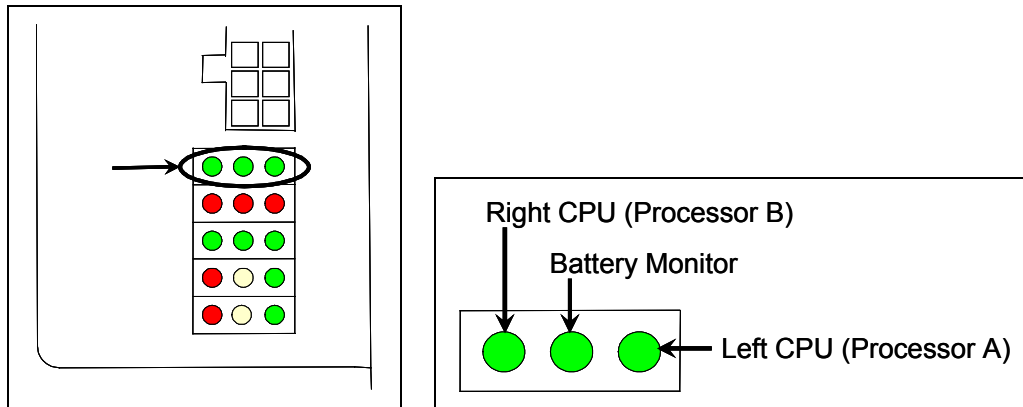 Right CPU (Processor B)
Battery Monitor
Left CPU (Processor A)